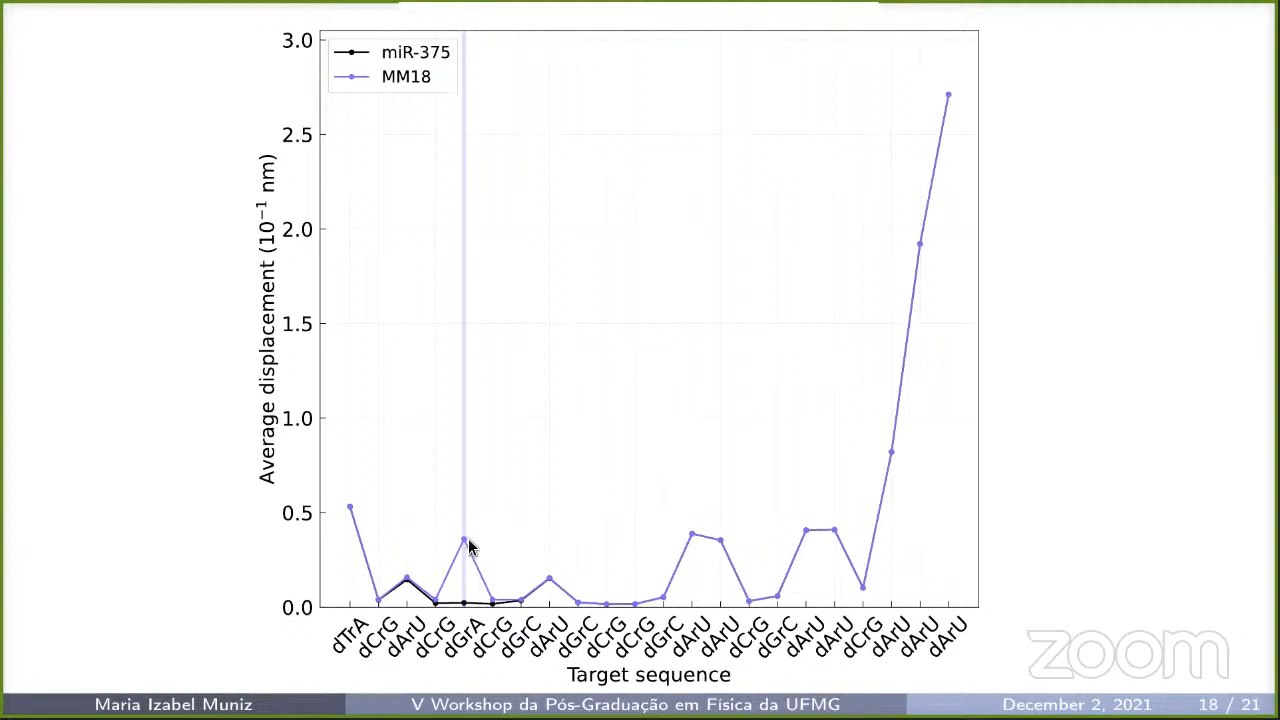 miR-375
MM18
3.0
2.5
2.0
1.5
1.0
0.5
0.0
Average displacement (10⁻¹ nm)
dTrA dCrG dArU dCrG dGrA dCrG dGrC dArU dGrC dCrG dCrG dGrC dArU dArU dCrG dGrC dArU dArU dCrG dArU dArU dArU
Target sequence
zoom
Maria Izabel Muniz V Workshop da Pós-Graduação em Física da UFMG December 2, 2021 18 / 21